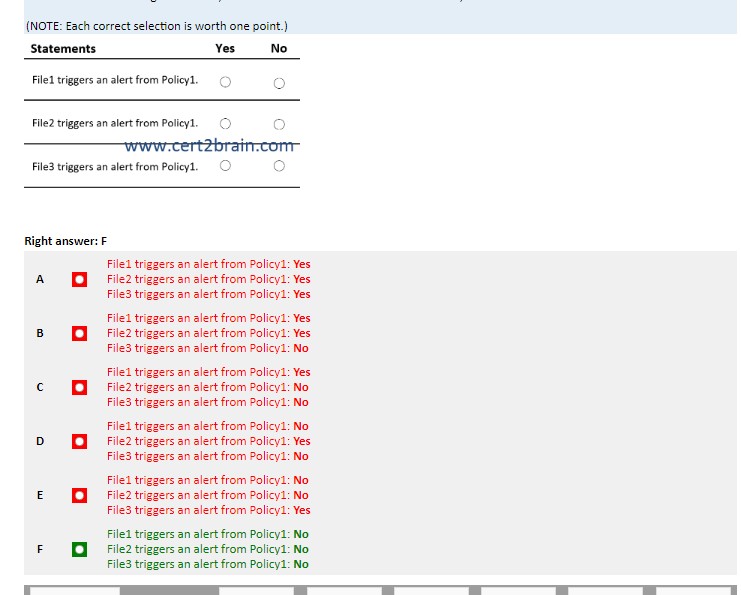 (NOTE: Each correct selection is worth one point.)
Statements Yes No
File1 triggers an alert from Policy1.
File2 triggers an alert from Policy1.
www.cert2brain.com
File3 triggers an alert from Policy1.
Right answer: F
A
File1 triggers an alert from Policy1: Yes
File2 triggers an alert from Policy1: Yes
File3 triggers an alert from Policy1: Yes
B
File1 triggers an alert from Policy1: Yes
File2 triggers an alert from Policy1: Yes
File3 triggers an alert from Policy1: No
C
File1 triggers an alert from Policy1: Yes
File2 triggers an alert from Policy1: No
File3 triggers an alert from Policy1: No
D
File1 triggers an alert from Policy1: No
File2 triggers an alert from Policy1: Yes
File3 triggers an alert from Policy1: No
E
File1 triggers an alert from Policy1: No
File2 triggers an alert from Policy1: No
File3 triggers an alert from Policy1: Yes
F
File1 triggers an alert from Policy1: No
File2 triggers an alert from Policy1: No
File3 triggers an alert from Policy1: No